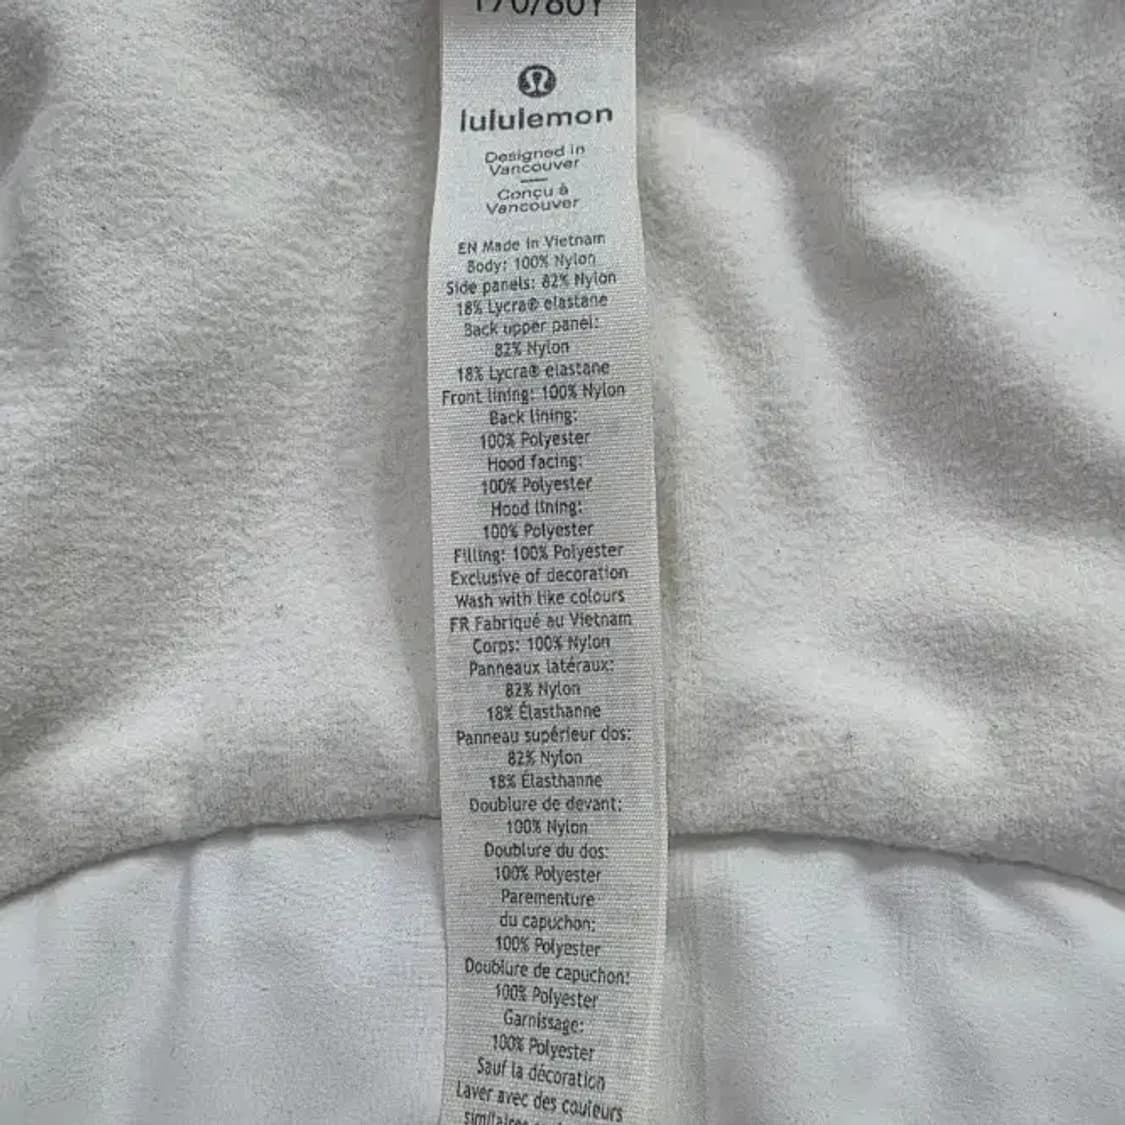 170/80Y
lululemon
Designed in
Vancouver
Conçu à
Vancouver
EN Made in Vietnam
Body: 100% Nylon
Side panels: 82% Nylon
18% Lycra® elastane
Back upper panel:
82% Nylon
18% Lycra® elastane
Front lining: 100% Nylon
Back lining:
100% Polyester
Hood facing:
100% Polyester
Hood lining:
100% Polyester
Filling: 100% Polyester
Exclusive of decoration
Wash with like colours
FR Fabriqué au Vietnam
Corps: 100% Nylon
Panneaux latéraux:
82% Nylon
18% Élasthanne
Panneau supérieur dos:
82% Nylon
18% Élasthanne
Doublure de devant:
100% Nylon
Doublure du dos:
100% Polyester
Parementure
du capuchon:
100% Polyester
Doublure de capuchon:
100% Polyester
Garnissage:
100% Polyester
Sauf la décoration
Laver avec des couleurs
similaires